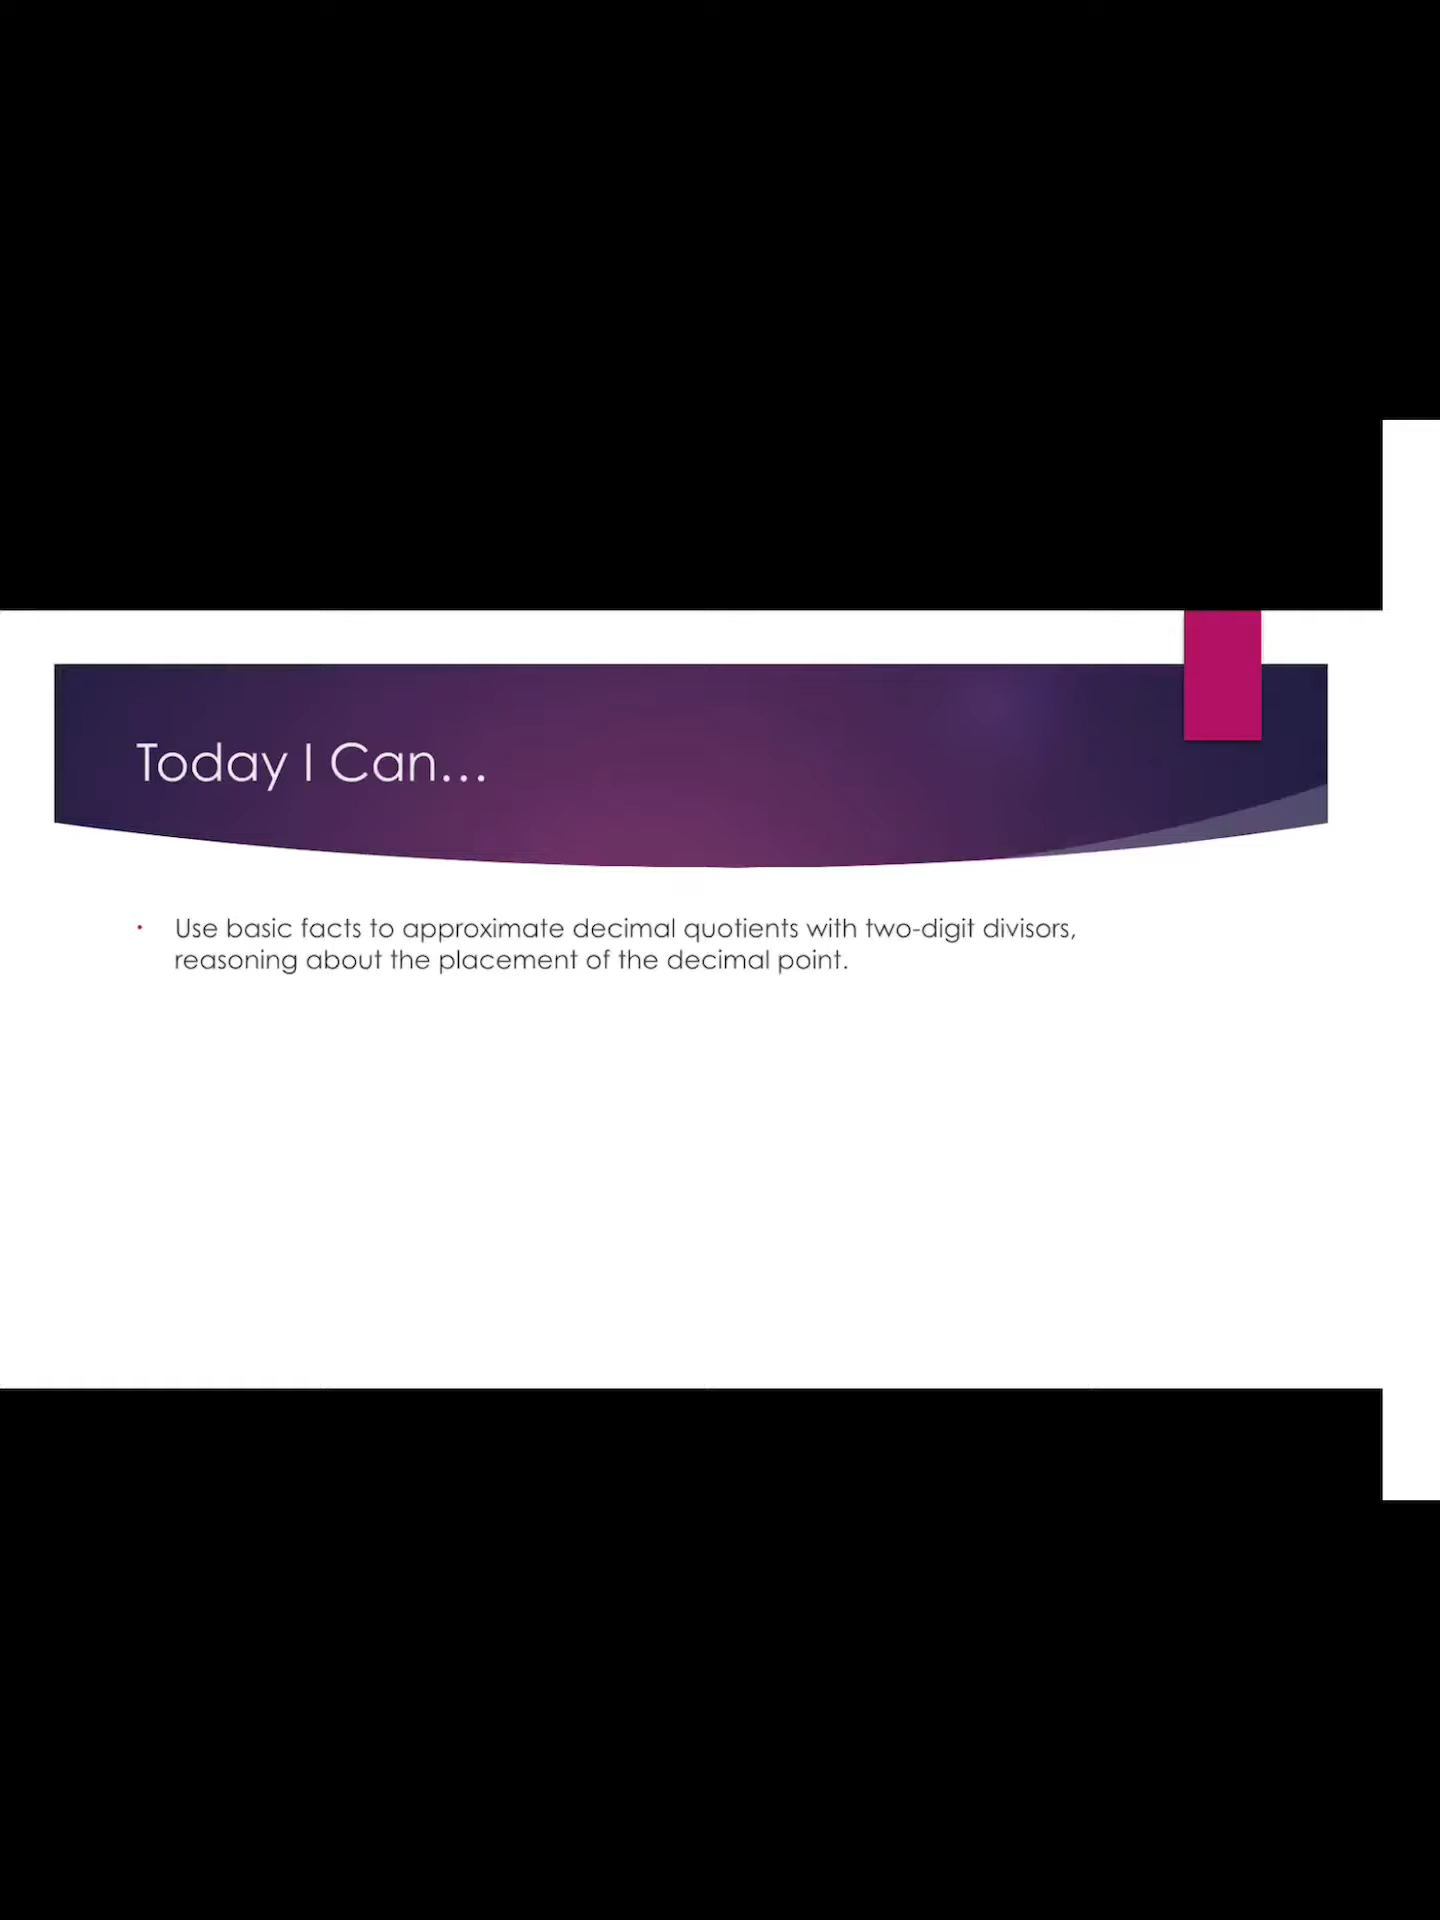 Today I Can...
• Use basic facts to approximate decimal quotients with two-digit divisors,
reasoning about the placement of the decimal point.